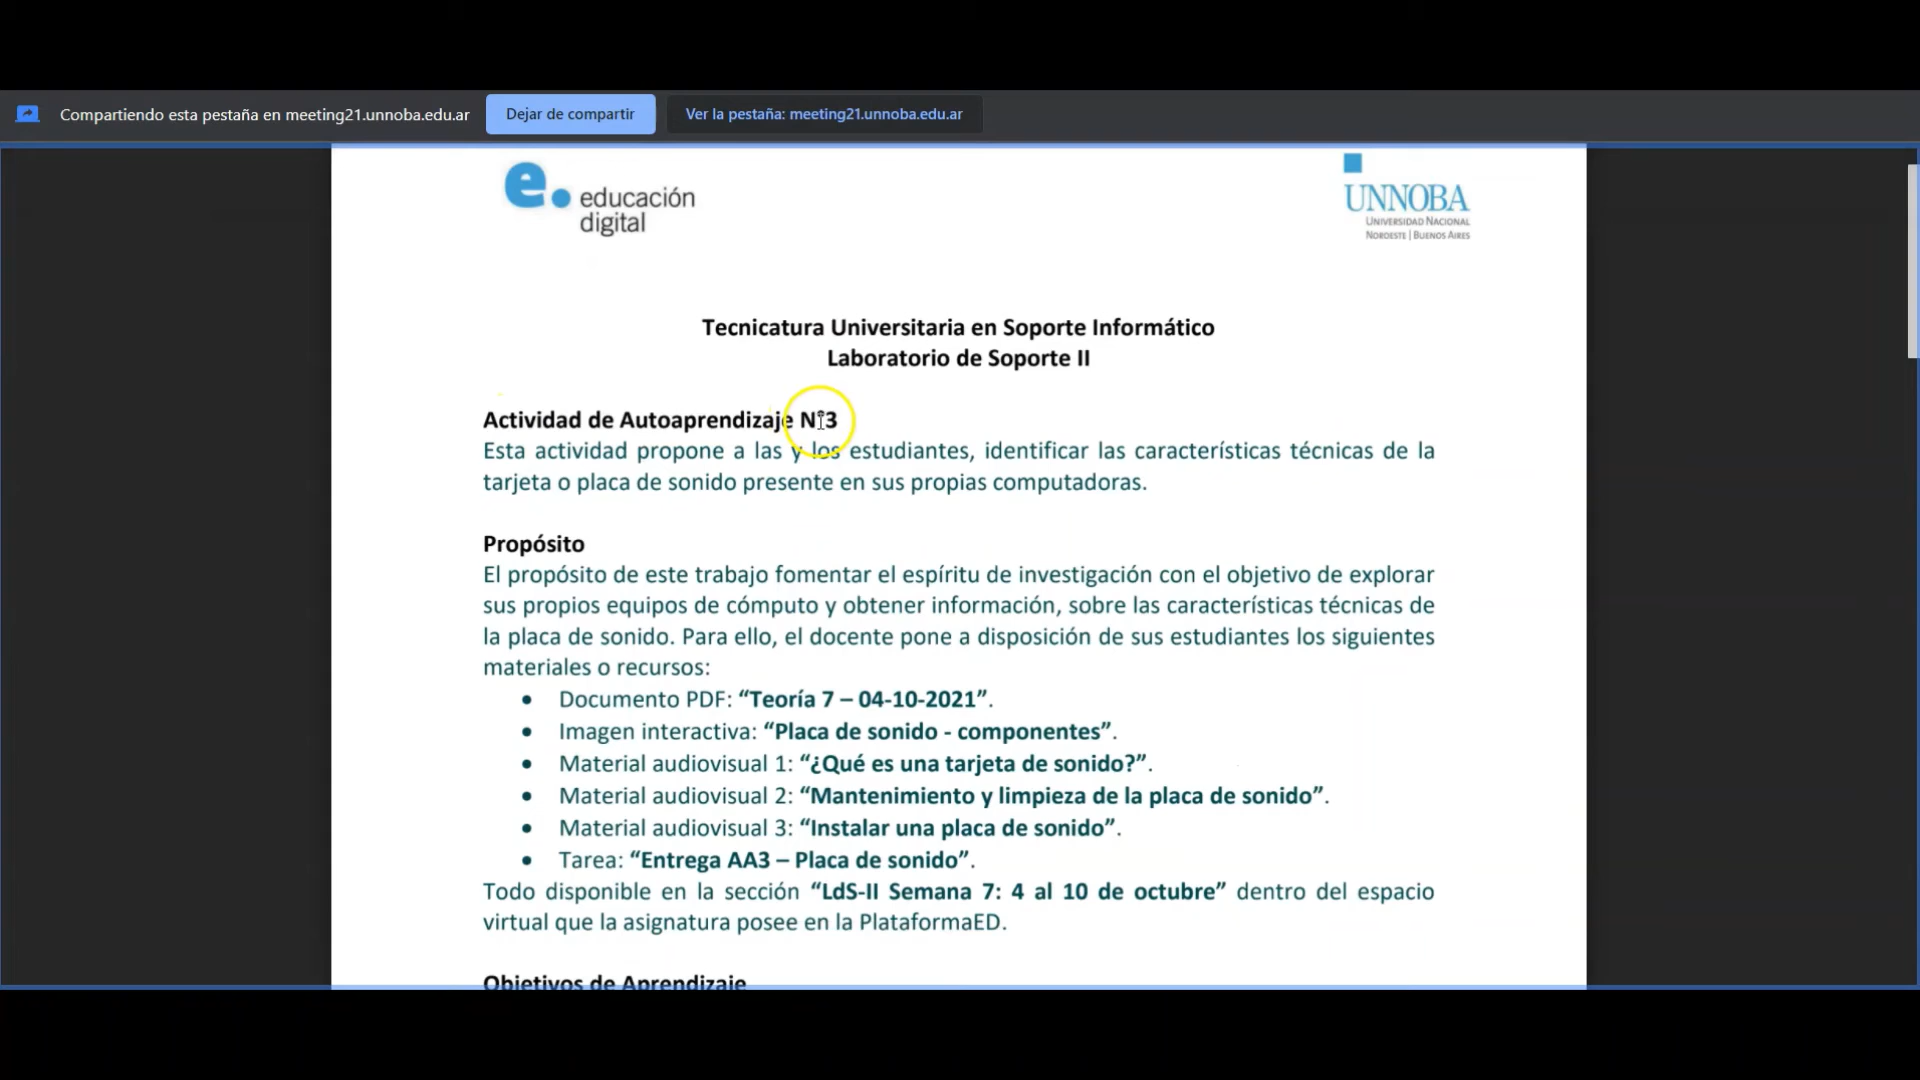 Compartiendo esta pestaña en meeting21.unnoba.edu.ar Dejar de compartir Ver la pestaña: meeting21.unnoba.edu.ar
e. educación
digital
UNNOBA
Universidad Nacional
Noroeste | Buenos Aires
Tecnicatura Universitaria en Soporte Informático
Laboratorio de Soporte II
Actividad de Autoaprendizaje N°3
Esta actividad propone a las y los estudiantes, identificar las características técnicas de la
tarjeta o placa de sonido presente en sus propias computadoras.
Propósito
El propósito de este trabajo fomentar el espíritu de investigación con el objetivo de explorar
sus propios equipos de cómputo y obtener información, sobre las características técnicas de
la placa de sonido. Para ello, el docente pone a disposición de sus estudiantes los siguientes
materiales o recursos:
• Documento PDF: “Teoría 7 – 04-10-2021”.
• Imagen interactiva: “Placa de sonido - componentes”.
• Material audiovisual 1: “¿Qué es una tarjeta de sonido?”.
• Material audiovisual 2: “Mantenimiento y limpieza de la placa de sonido”.
• Material audiovisual 3: “Instalar una placa de sonido”.
• Tarea: “Entrega AA3 – Placa de sonido”.
Todo disponible en la sección “LdS-II Semana 7: 4 al 10 de octubre” dentro del espacio
virtual que la asignatura posee en la PlataformaED.
Objetivos de Aprendizaje